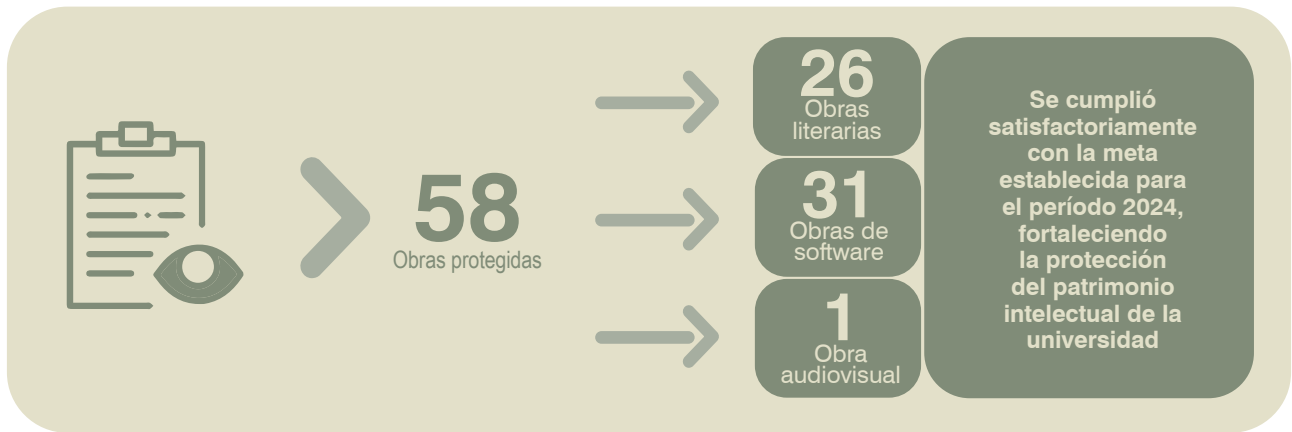 58
Obras protegidas
26
Obras
literarias
31
Obras de
software
1
Obra
audiovisual
Se cumplió
satisfactoriamente
con la meta
establecida para
el período 2024,
fortaleciendo
la protección
del patrimonio
intelectual de la
universidad